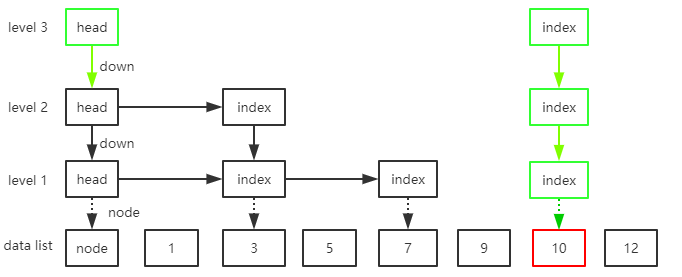 level 3 head index
down
level 2 head index index
down
level 1 head index index index
node
data list node 1 3 5 7 9 10 12